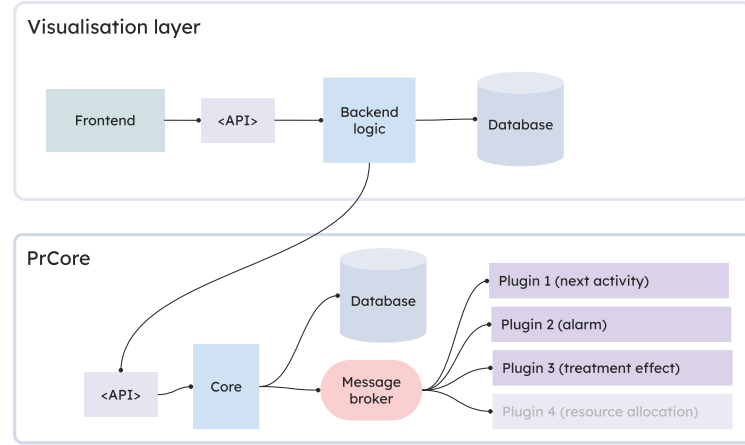 Visualisation layer
Frontend
<API>
Backend
logic
Database
PrCore
Database
Plugin 1 (next activity)
Plugin 2 (alarm)
Plugin 3 (treatment effect)
Plugin 4 (resource allocation)
<API>
Core
Message
broker